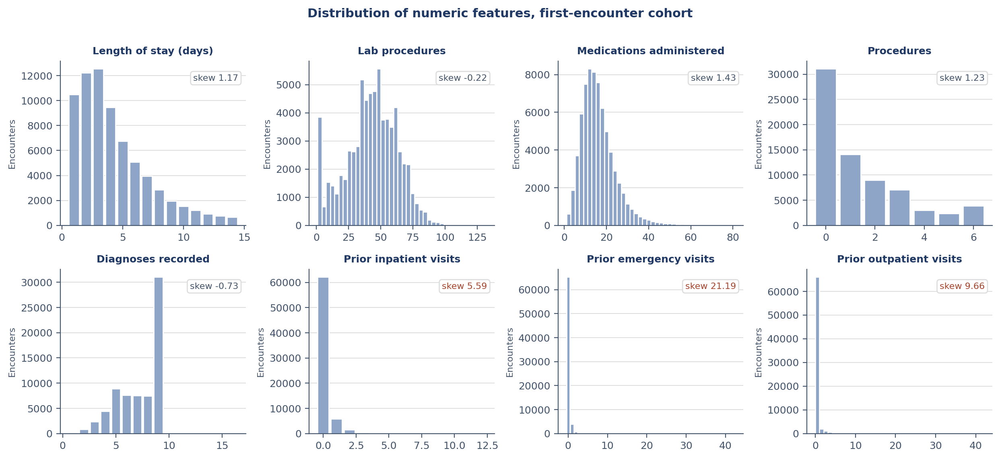 Distribution of numeric features, first-encounter cohort
Length of stay (days)
Encounters
12000
10000
8000
6000
4000
2000
0
skew 1.17
0 5 10 15
Lab procedures
Encounters
5000
4000
3000
2000
1000
0
skew -0.22
0 25 50 75 100 125
Medications administered
Encounters
8000
6000
4000
2000
0
skew 1.43
0 20 40 60 80
Procedures
Encounters
30000
25000
20000
15000
10000
5000
0
skew 1.23
0 2 4 6
Diagnoses recorded
Encounters
30000
25000
20000
15000
10000
5000
0
skew -0.73
0 5 10 15
Prior inpatient visits
Encounters
60000
50000
40000
30000
20000
10000
0
skew 5.59
0.0 2.5 5.0 7.5 10.0 12.5
Prior emergency visits
Encounters
60000
50000
40000
30000
20000
10000
0
skew 21.19
0 10 20 30 40
Prior outpatient visits
Encounters
60000
50000
40000
30000
20000
10000
0
skew 9.66
0 10 20 30 40